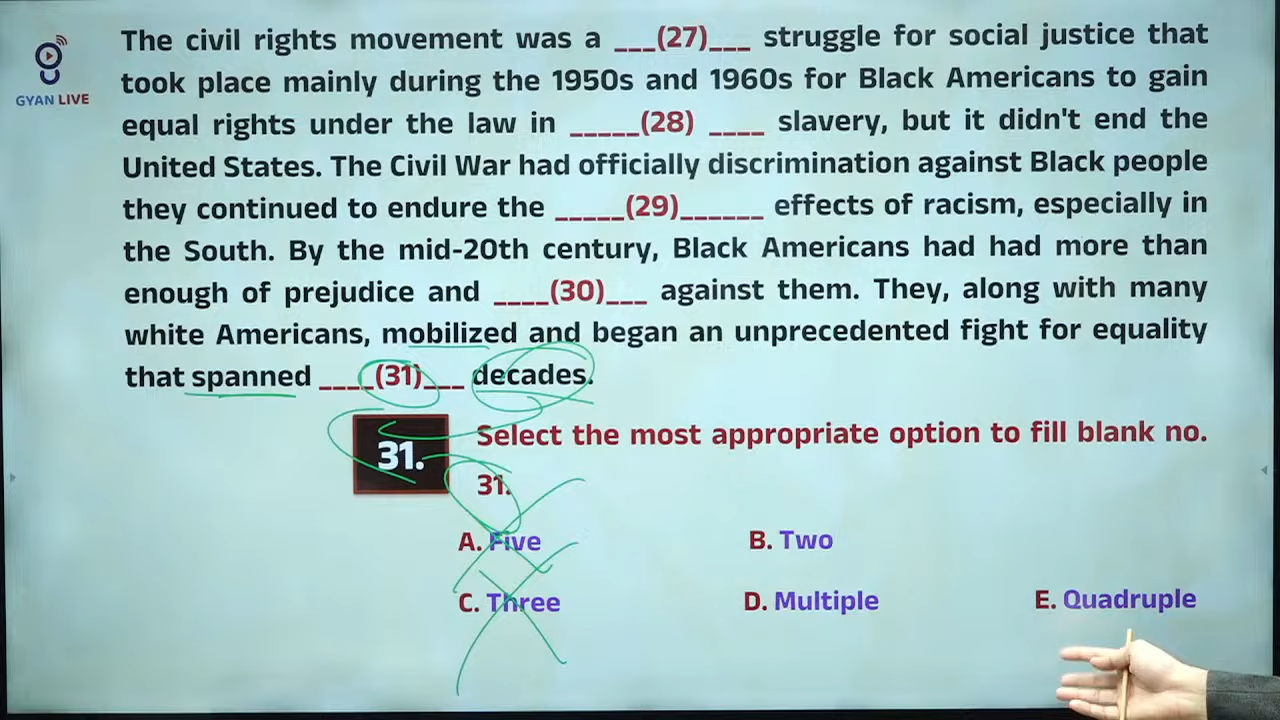 The civil rights movement was a ___(27)___ struggle for social justice that
took place mainly during the 1950s and 1960s for Black Americans to gain
equal rights under the law in _____(28) ____ slavery, but it didn't end the
United States. The Civil War had officially discrimination against Black people
they continued to endure the _____(29)______ effects of racism, especially in
the South. By the mid-20th century, Black Americans had had more than
enough of prejudice and ____(30)___ against them. They, along with many
white Americans, mobilized and began an unprecedented fight for equality
that spanned ____(31)___ decades.
GYAN LIVE
31.
Select the most appropriate option to fill blank no.
31.
A. Five
B. Two
C. Three
D. Multiple
E. Quadruple